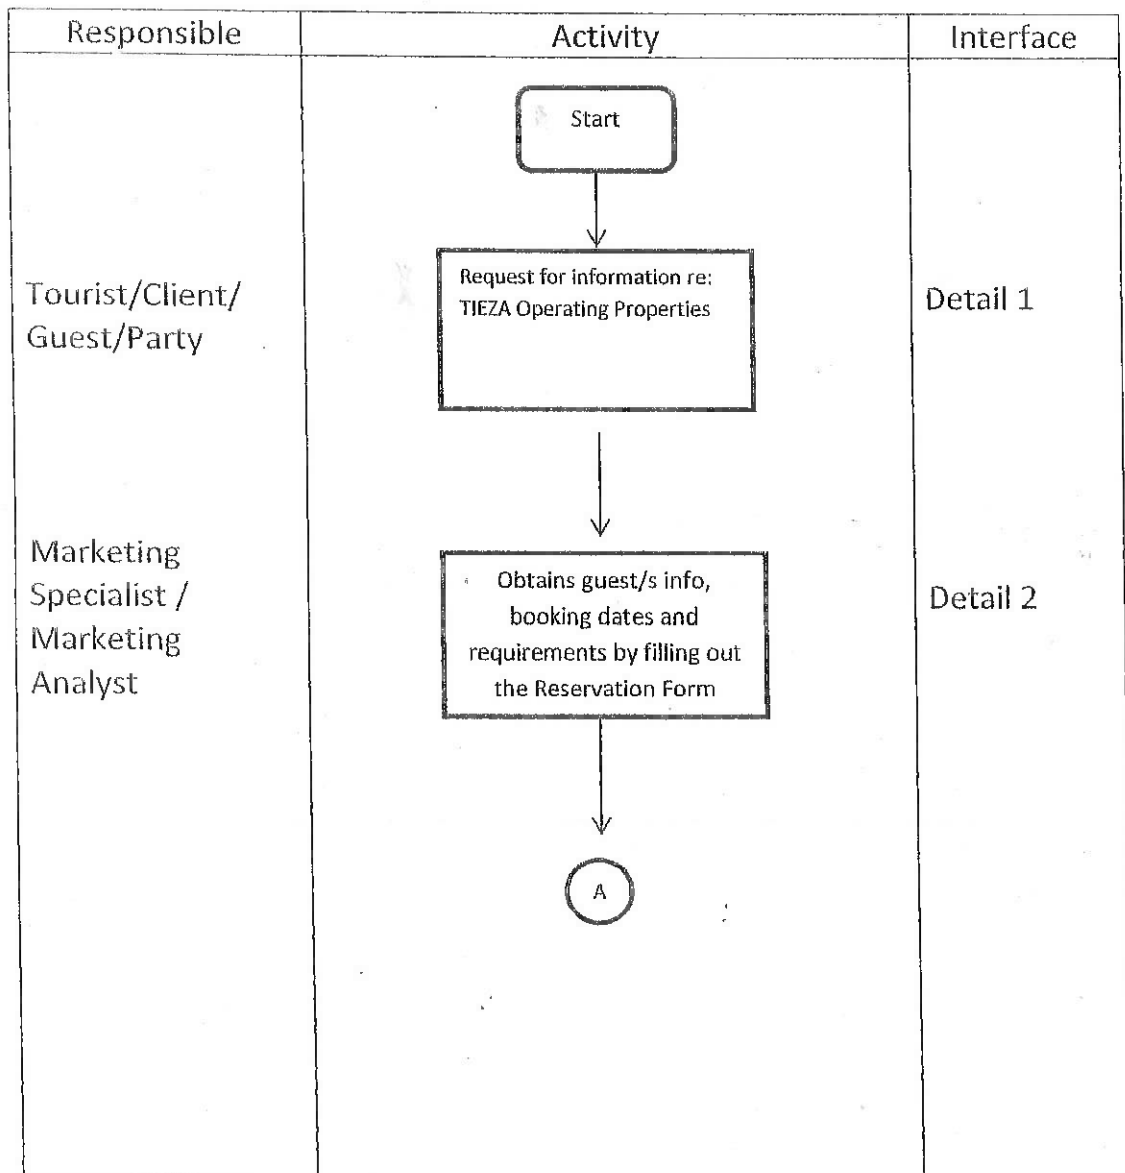 Responsible
Activity
Interface
Start
Tourist/Client/
Guest/Party
Request for information re:
TIEZA Operating Properties
Detail 1
Marketing
Specialist /
Marketing
Analyst
Obtains guest/s info,
booking dates and
requirements by filling out
the Reservation Form
Detail 2
A